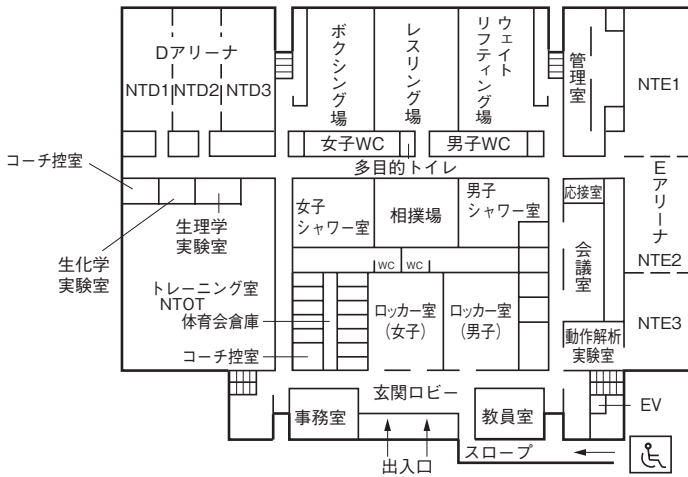 Dアリーナ
NTD1
NTD2
NTD3
ボクシング場
レスリング場
ウェイト
リフティング場
管理室
NTE1
女子WC
男子WC
多目的トイレ
コーチ控室
生理学
実験室
生化学
実験室
女子
シャワー室
相撲場
男子
シャワー室
応接室
Eアリーナ
NTE2
会議室
WC
WC
トレーニング室
NTOT
体育会倉庫
ロッカー室
(女子)
ロッカー室
(男子)
NTE3
動作解析
実験室
コーチ控室
玄関ロビー
事務室
教員室
EV
出入口
スロープ